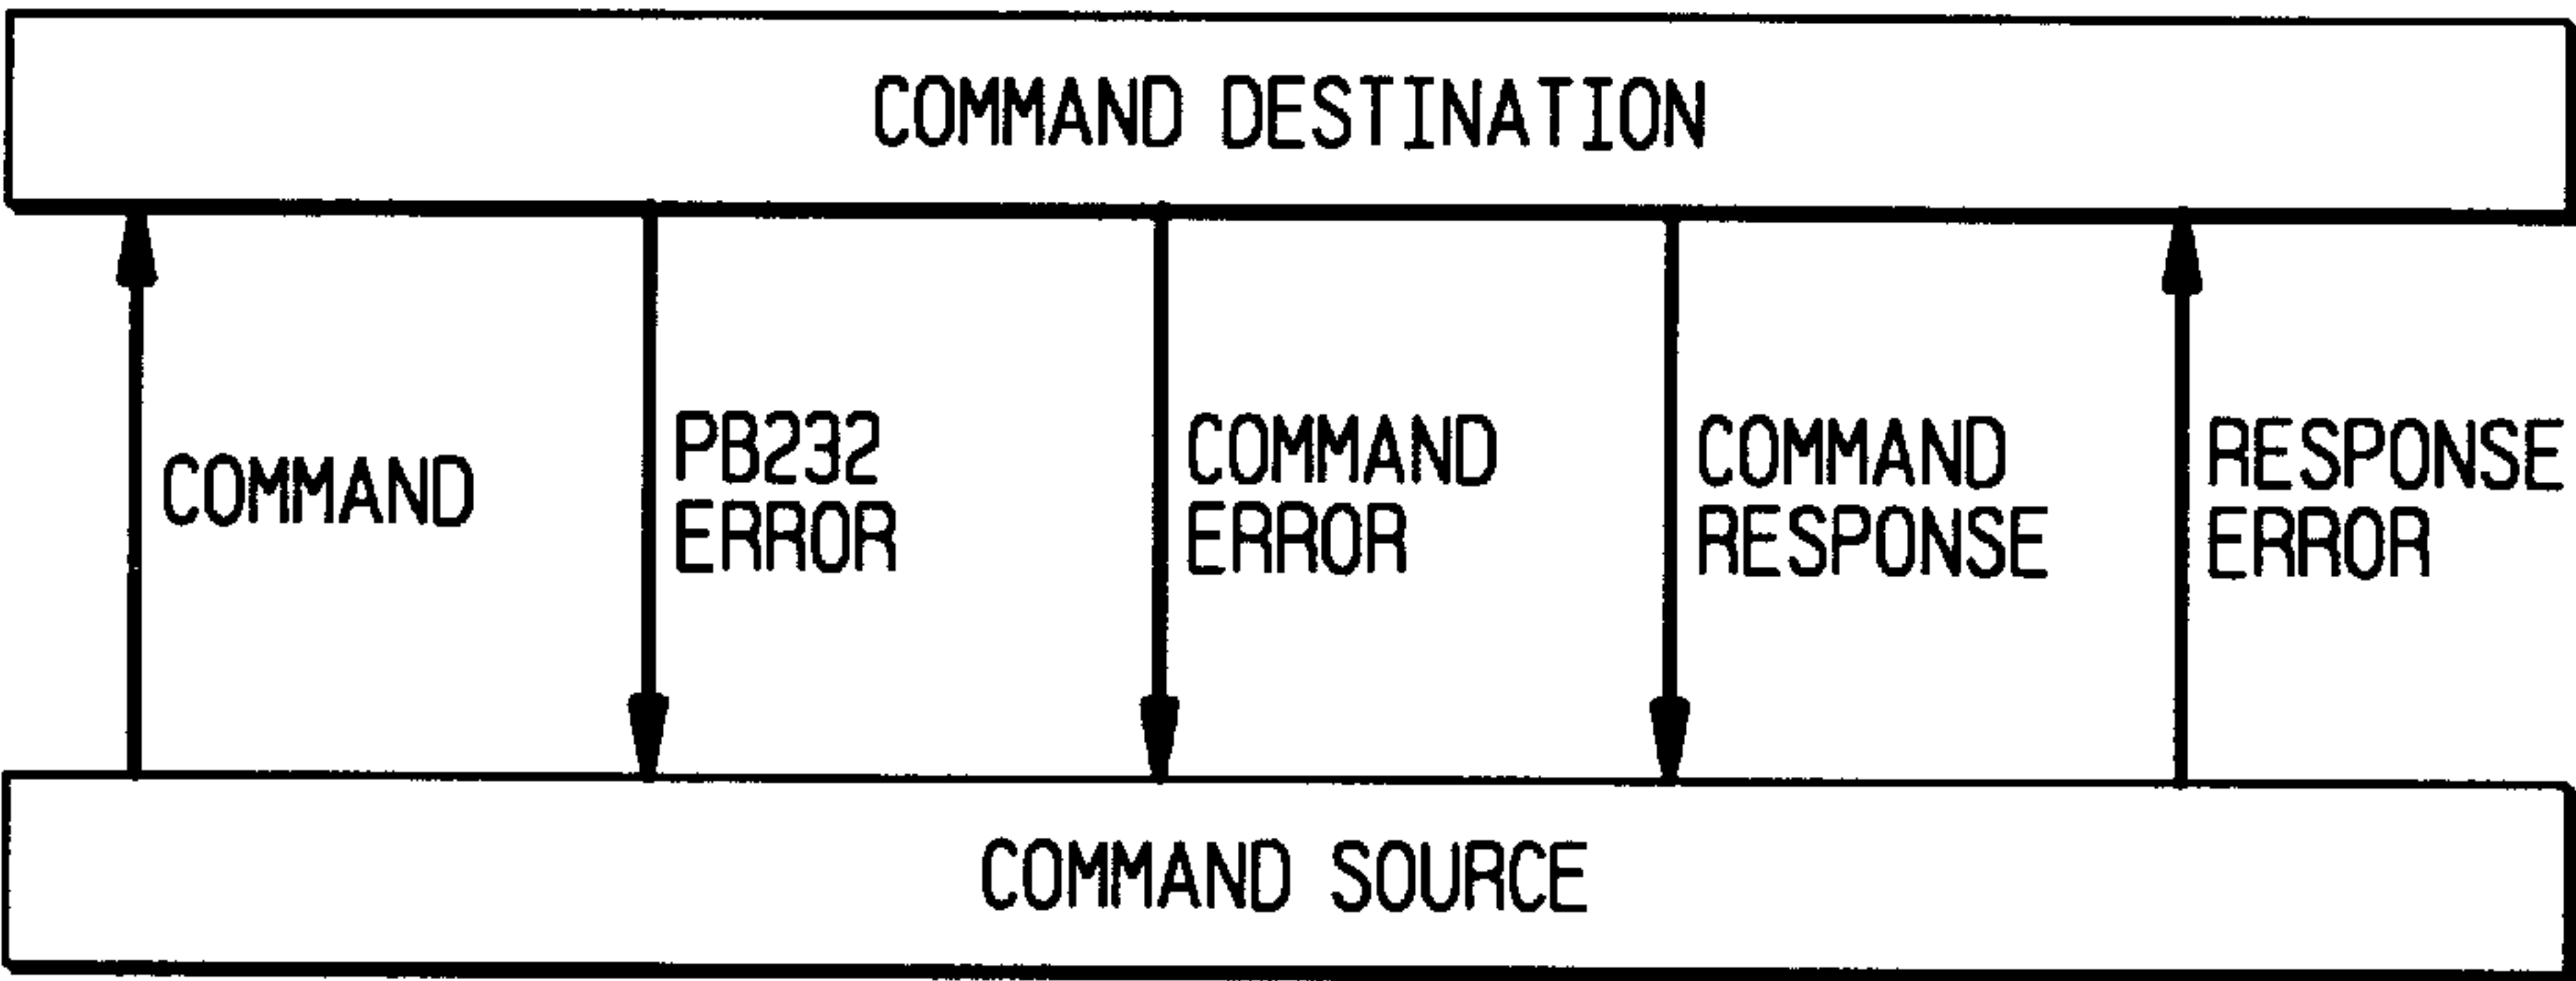 COMMAND DESTINATION
COMMAND
PB232
ERROR
COMMAND
ERROR
COMMAND
RESPONSE
RESPONSE
ERROR
COMMAND SOURCE